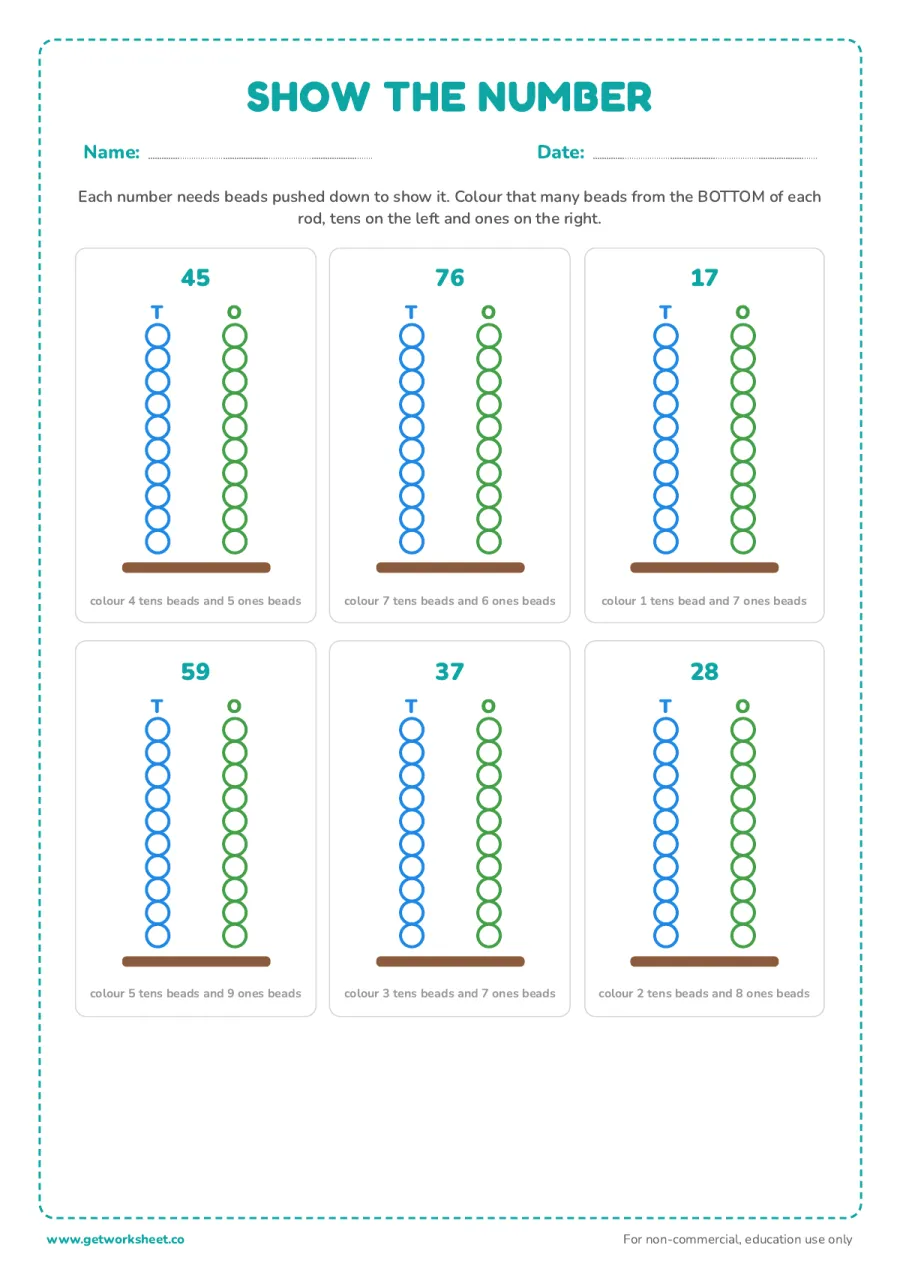 SHOW THE NUMBER
Name:
Date:
Each number needs beads pushed down to show it. Colour that many beads from the BOTTOM of each
rod, tens on the left and ones on the right.
45
T O
colour 4 tens beads and 5 ones beads
76
T O
colour 7 tens beads and 6 ones beads
17
T O
colour 1 tens bead and 7 ones beads
59
T O
colour 5 tens beads and 9 ones beads
37
T O
colour 3 tens beads and 7 ones beads
28
T O
colour 2 tens beads and 8 ones beads
www.getworksheet.co
For non-commercial, education use only